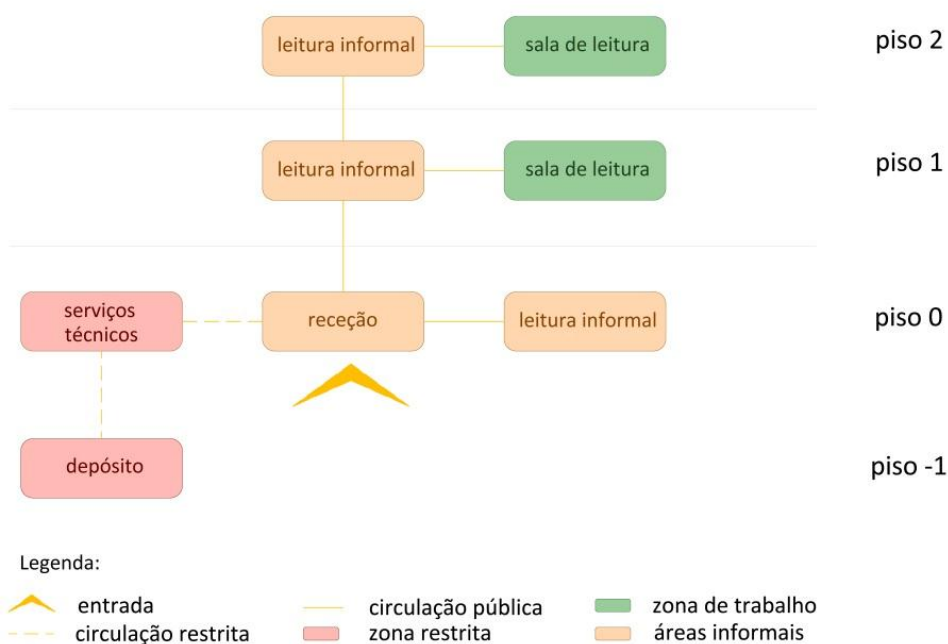 leitura informal
sala de leitura
piso 2
leitura informal
sala de leitura
piso 1
serviços
técnicos
receção
leitura informal
piso 0
depósito
piso -1
Legenda:
entrada
circulação pública
zona de trabalho
circulação restrita
zona restrita
áreas informais